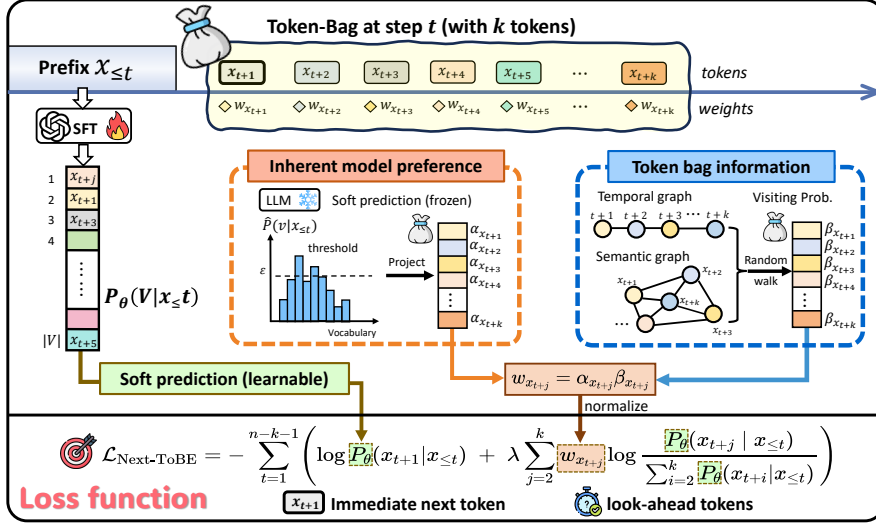 Token-Bag at step t (with k tokens)
Prefix x≤t
x_{t+1} x_{t+2} x_{t+3} x_{t+4} x_{t+5} ... x_{t+k} tokens
w_{x_{t+1}} w_{x_{t+2}} w_{x_{t+3}} w_{x_{t+4}} w_{x_{t+5}} ... w_{x_{t+k}} weights
SFT
1 x_{t+j}
2 x_{t+1}
3 x_{t+3}
4
P_θ(V|x≤t)
|V| x_{t+5}
Inherent model preference
LLM Soft prediction (frozen)
P̂(v|x≤t)
threshold
ε
Vocabulary
Project
α_{x_{t+1}}
α_{x_{t+2}}
α_{x_{t+3}}
α_{x_{t+4}}
α_{x_{t+k}}
Token bag information
Temporal graph
t + 1 t + 2 t + 3 ... t + k
Semantic graph
x_{t+1}
x_{t+2}
x_{t+k}
x_{t+3}
...
Random
walk
Visiting Prob.
β_{x_{t+1}}
β_{x_{t+2}}
β_{x_{t+3}}
β_{x_{t+4}}
β_{x_{t+k}}
Soft prediction (learnable)
w_{x_{t+j}} = α_{x_{t+j}} β_{x_{t+j}}
normalize
L_{Next-ToBE} = − ∑_{t=1}^{n−k−1} ( log P_θ(x_{t+1}|x≤t) + λ ∑_{j=2}^{k} w_{x_{t+j}} log P_θ(x_{t+j} | x≤t) / ∑_{i=2}^{k} P_θ(x_{t+i}|x≤t) )
Loss function
x_{t+1} Immediate next token
look-ahead tokens